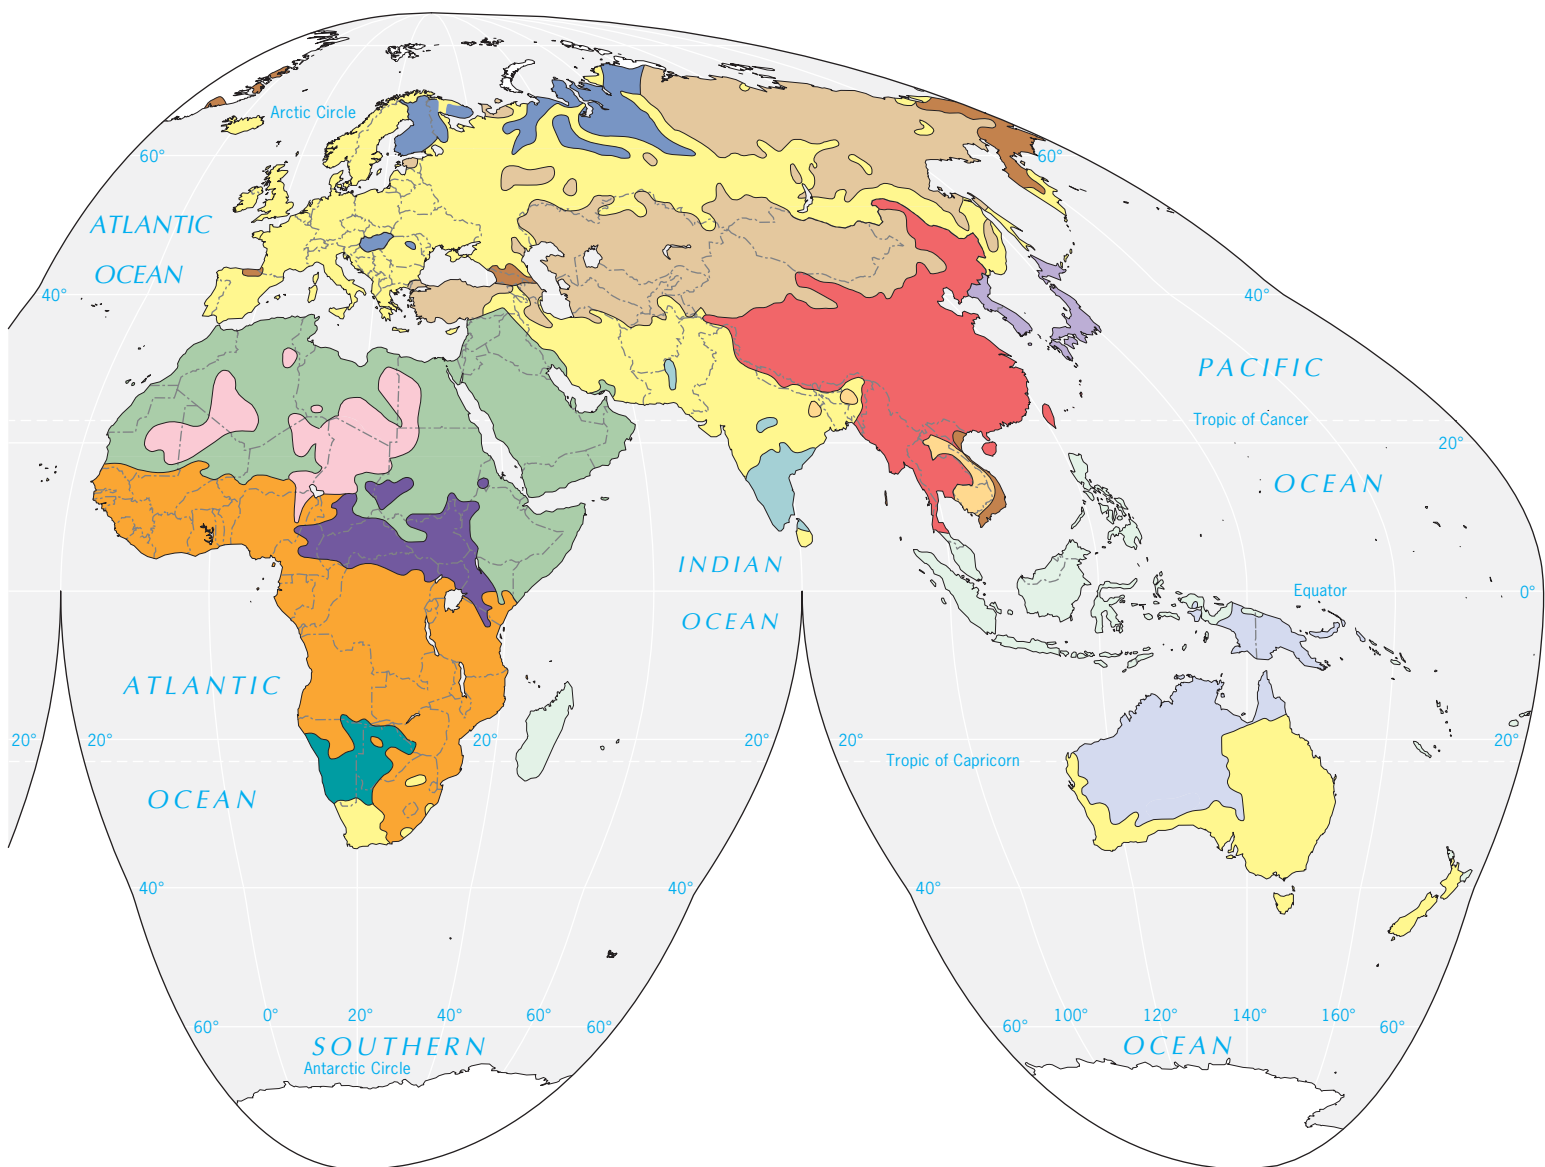 Arctic Circle
60°
60°
ATLANTIC
OCEAN
40°
40°
PACIFIC
Tropic of Cancer
20°
OCEAN
INDIAN
Equator
0°
OCEAN
ATLANTIC
20°
20°
20°
20°
20°
20°
Tropic of Capricorn
OCEAN
40°
40°
40°
60°
0°
20°
40°
60°
60°
60°
100°
120°
140°
160°
60°
SOUTHERN
OCEAN
Antarctic Circle